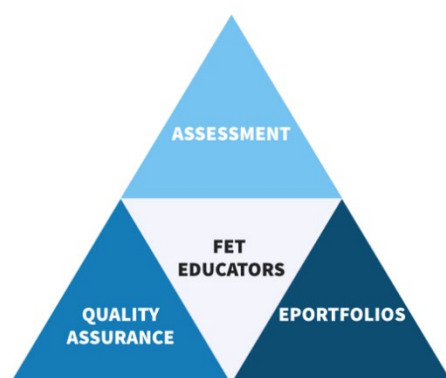 ASSESSMENT
FET
EDUCATORS
QUALITY
ASSURANCE
EPORTFOLIOS